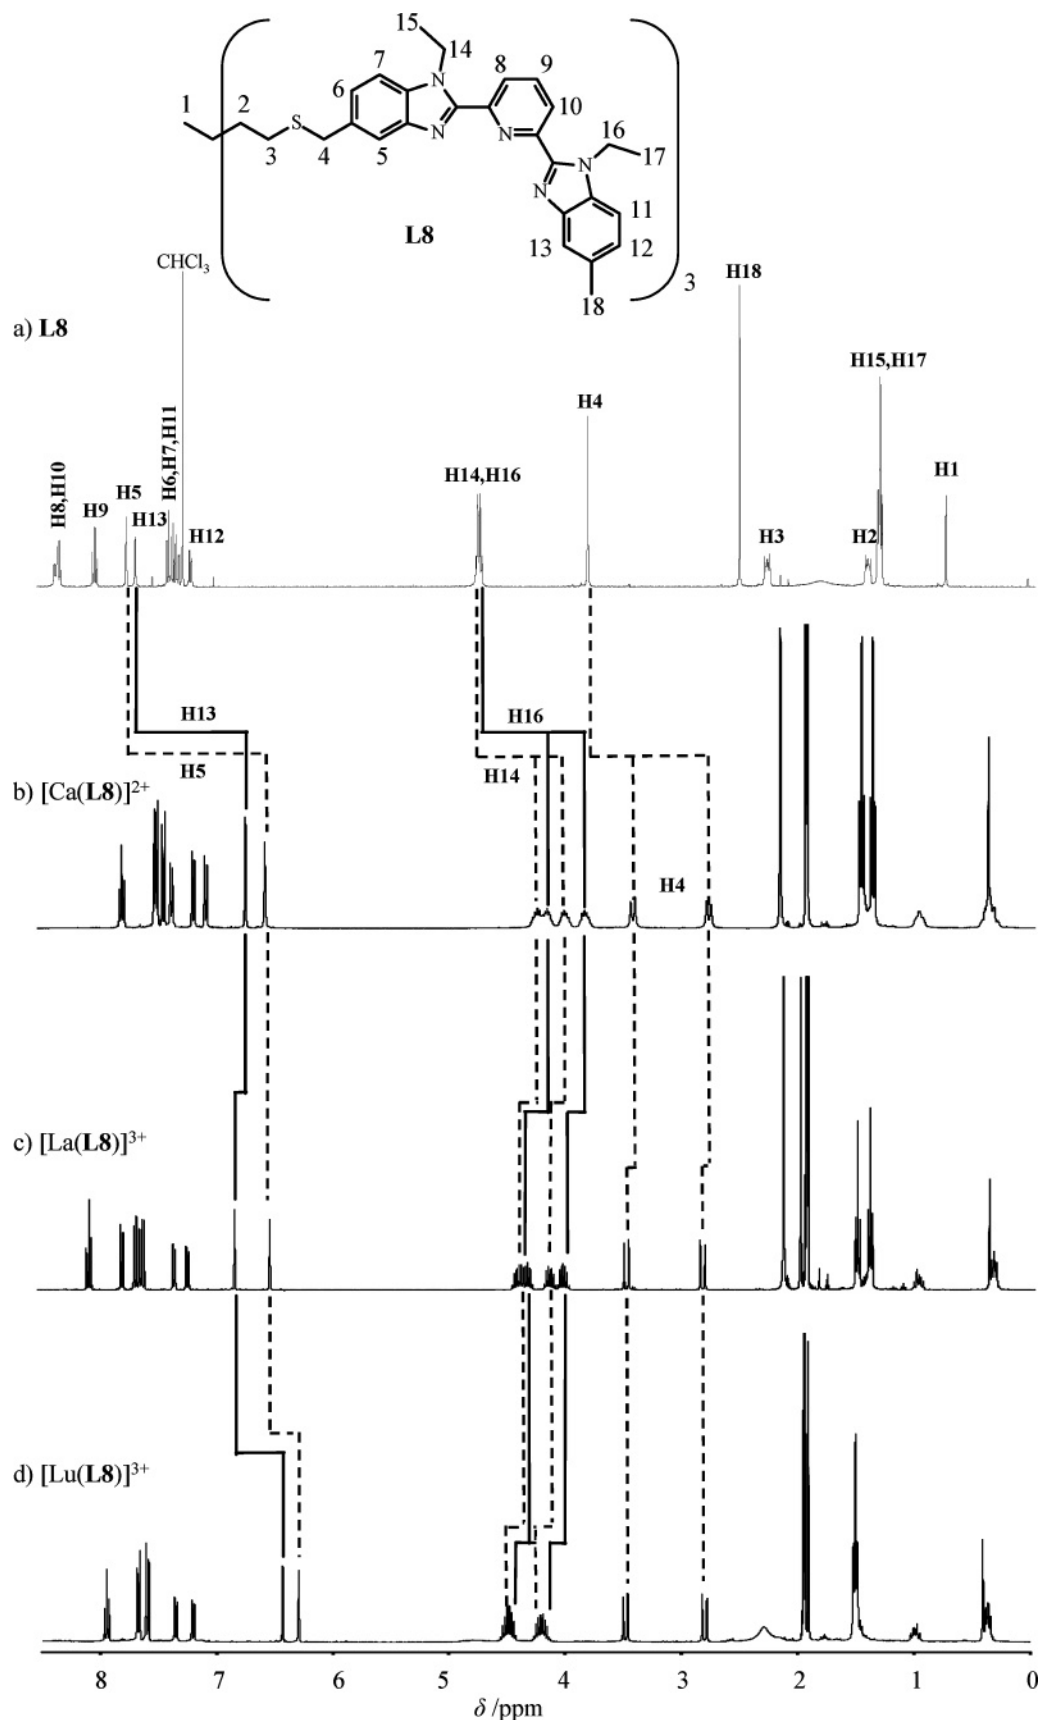 15
14
7
8
9
6
N
1
2
10
16
S
N
N
17
3
4
5
N
N
11
L8
13
12
CHCl3
18
3
H18
a) L8
H15,H17
H8,H10
H9
H5
H13
H6,H7,H11
H12
H14,H16
H4
H3
H2
H1
H13
H16
H5
H14
b) [Ca(L8)]2+
H4
c) [La(L8)]3+
d) [Lu(L8)]3+
8 7 6 5 4 3 2 1 0
δ /ppm